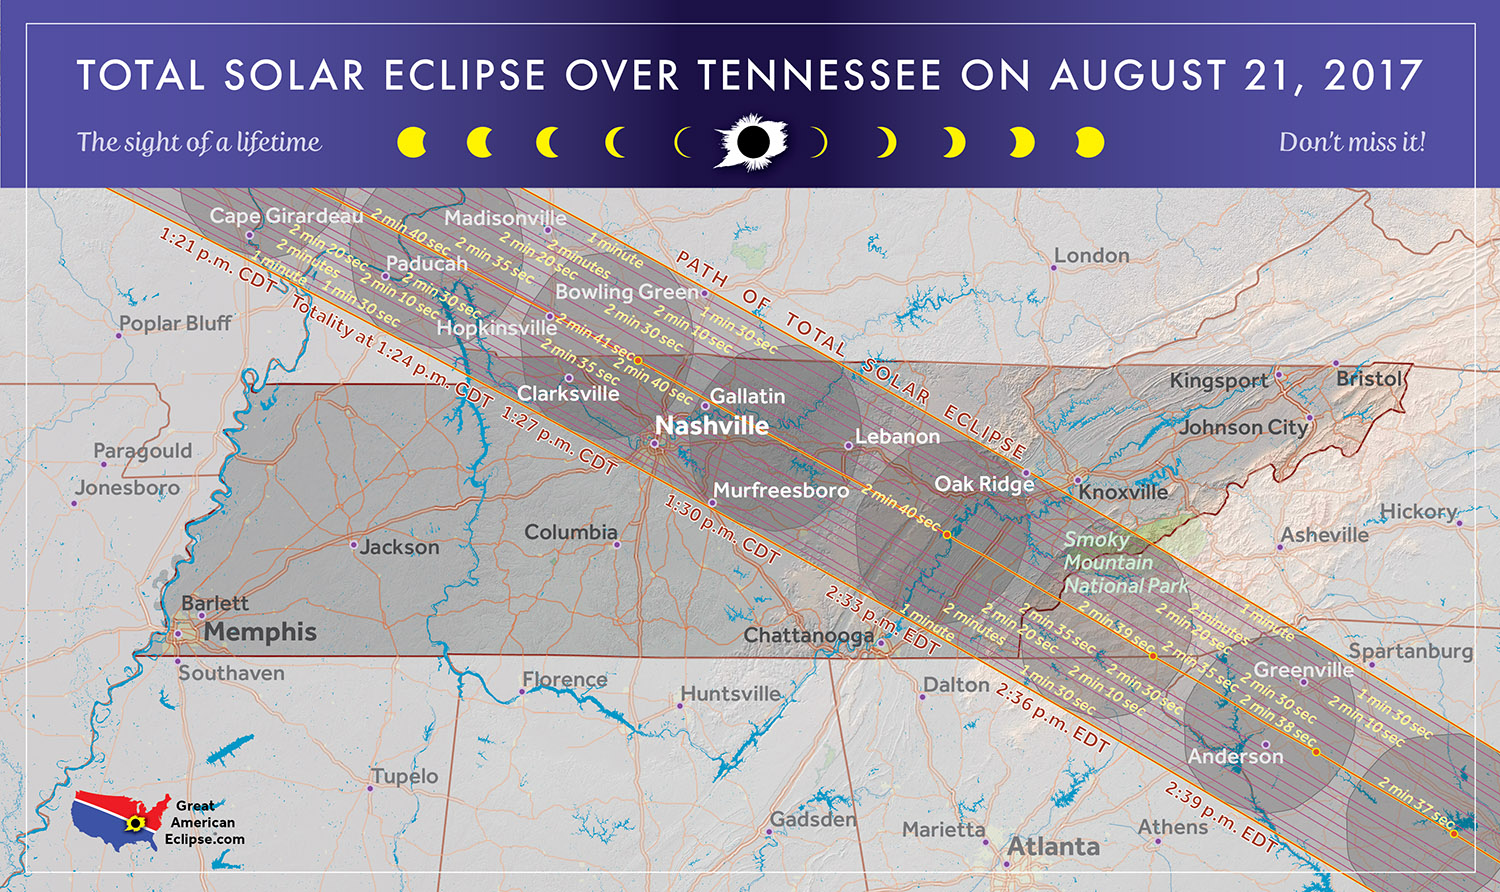 TOTAL SOLAR ECLIPSE OVER TENNESSEE ON AUGUST 21, 2017
The sight of a lifetime
Don't miss it!
Cape Girardeau
2 min 40 sec
Madisonville
1 minute
2 min 20 sec
2 min 35 sec
2 min 20 sec
2 minutes
PATH OF TOTAL SOLAR ECLIPSE
London
1:21 p.m. CDT
2 minutes
1 minute
Paducah
2 min 10 sec
2 min 30 sec
1 min 30 sec
Bowling Green
2 min 30 sec
2 min 10 sec
1 min 30 sec
Totality at 1:24 p.m. CDT
Poplar Bluff
Hopkinsville
2 min 41 sec
2 min 35 sec
2 min 40 sec
Clarksville
Gallatin
Kingsport
Bristol
1:27 p.m. CDT
Nashville
Lebanon
Johnson City
Paragould
Jonesboro
Murfreesboro
1:30 p.m. CDT
2 min 40 sec
Oak Ridge
Knoxville
Hickory
Asheville
Columbia
Jackson
Smoky
Mountain
National Park
Barlett
Memphis
Southaven
2:33 p.m. EDT
Chattanooga
1 minute
2 minutes
2 min 20 sec
2 min 35 sec
2 min 39 sec
2 min 20 sec
2 minutes
1 minute
Spartanburg
Florence
Huntsville
Dalton
2:36 p.m. EDT
1 min 30 sec
2 min 10 sec
2 min 30 sec
2 min 35 sec
2 min 38 sec
2 min 30 sec
2 min 10 sec
1 min 30 sec
Greenville
Anderson
Tupelo
2:39 p.m. EDT
2 min 37 sec
Great
American
Eclipse.com
Gadsden
Marietta
Atlanta
Athens